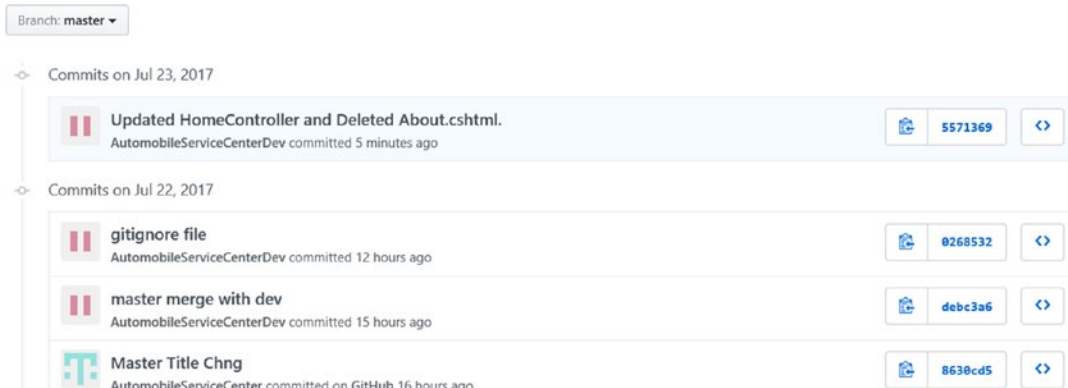 Branch: master
Commits on Jul 23, 2017
Updated HomeController and Deleted About.cshtml.
AutomobileServiceCenterDev committed 5 minutes ago
5571369
<>
Commits on Jul 22, 2017
gitignore file
AutomobileServiceCenterDev committed 12 hours ago
0268532
<>
master merge with dev
AutomobileServiceCenterDev committed 15 hours ago
debc3a6
<>
Master Title Chng
AutomobileServiceCenter committed on GitHub 16 hours ago
8630cd5
<>